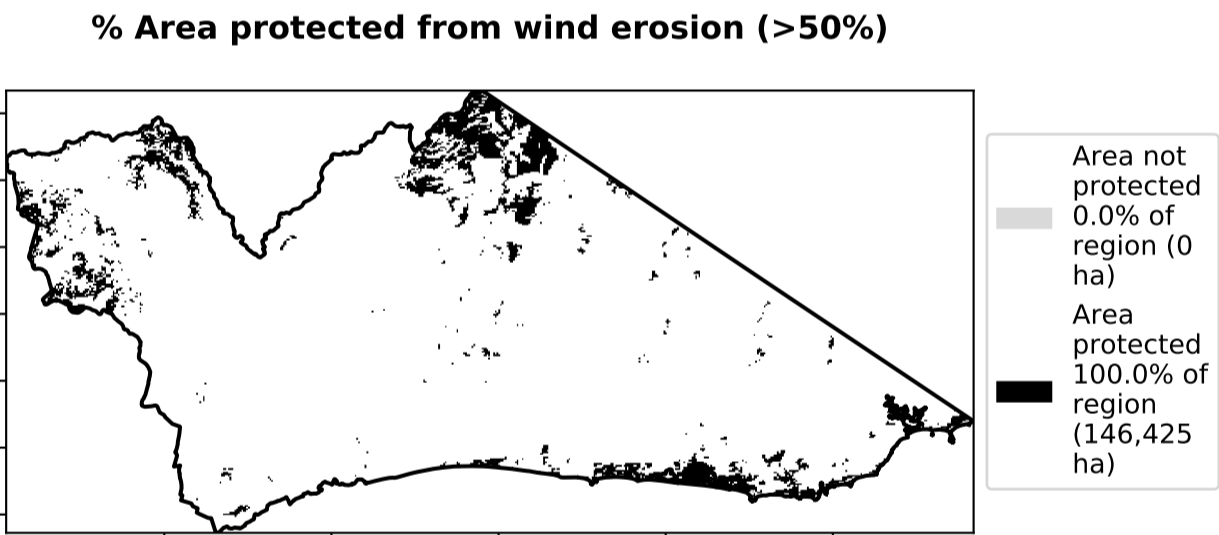 % Area protected from wind erosion (>50%)
Area not
protected
0.0% of
region (0
ha)
Area
protected
100.0% of
region
(146,425
ha)